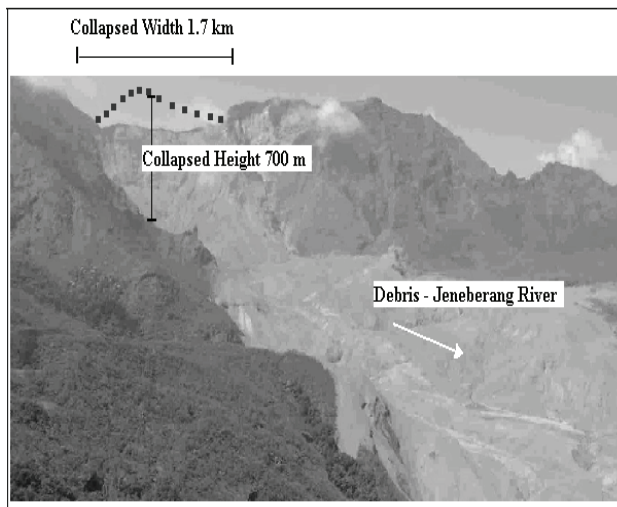 Collapsed Width 1.7 km
Collapsed Height 700 m
Debris - Jeneberang River